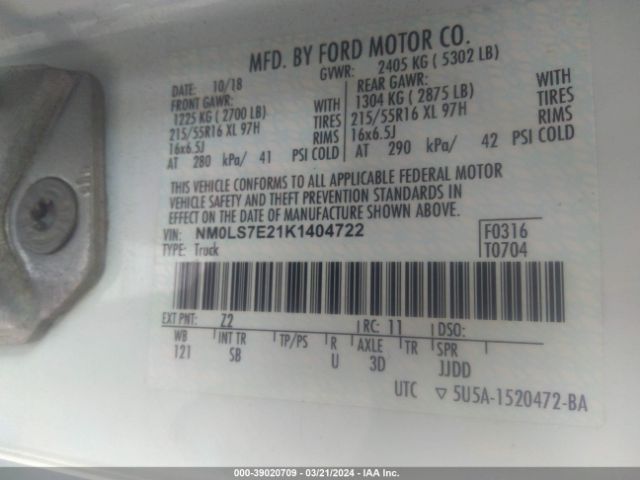 MFD. BY FORD MOTOR CO.
DATE: 10/18 GVWR: 2405 KG ( 5302 LB)
FRONT GAWR: REAR GAWR:
1225 KG ( 2700 LB) WITH 1304 KG ( 2875 LB) WITH
215/55R16 XL 97H TIRES 215/55R16 XL 97H TIRES
16x6.5J RIMS 16x6.5J RIMS
AT 280 kPa/ 41 PSI COLD AT 290 kPa/ 42 PSI COLD
THIS VEHICLE CONFORMS TO ALL APPLICABLE FEDERAL MOTOR
VEHICLE SAFETY AND THEFT PREVENTION STANDARDS IN
EFFECT ON THE DATE OF MANUFACTURE SHOWN ABOVE.
VIN: NM0LS7E21K1404722 F0316
TYPE: Truck T0704
EXT PNT: Z2 RC: 11 DSO:
WB INT TR TP/PS R AXLE TR SPR
121 SB U 3D JJDD
UTC ▽ 5U5A-1520472-BA
000-39020709 - 03/21/2024 - IAA Inc.